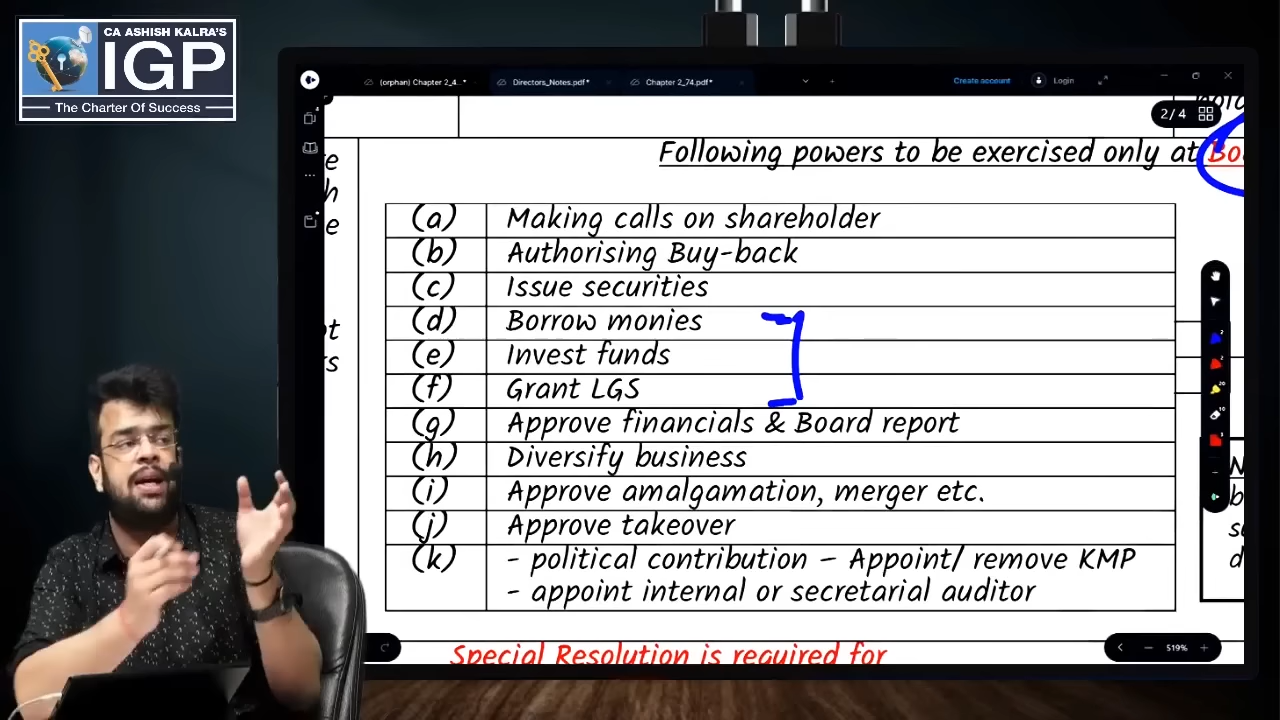 CA ASHISH KALRA'S
IGP
The Charter Of Success
(orphan) Chapter 2_4..*
Directors_Notes.pdf*
Chapter 2_74.pdf*
Create account
Login
2/4
Following powers to be exercised only at Bo
(a) Making calls on shareholder
(b) Authorising Buy-back
(c) Issue securities
(d) Borrow monies
(e) Invest funds
(f) Grant LGS
(g) Approve financials & Board report
(h) Diversify business
(i) Approve amalgamation, merger etc.
(j) Approve takeover
(k) - political contribution – Appoint/ remove KMP
- appoint internal or secretarial auditor
Special Resolution is required for
519%